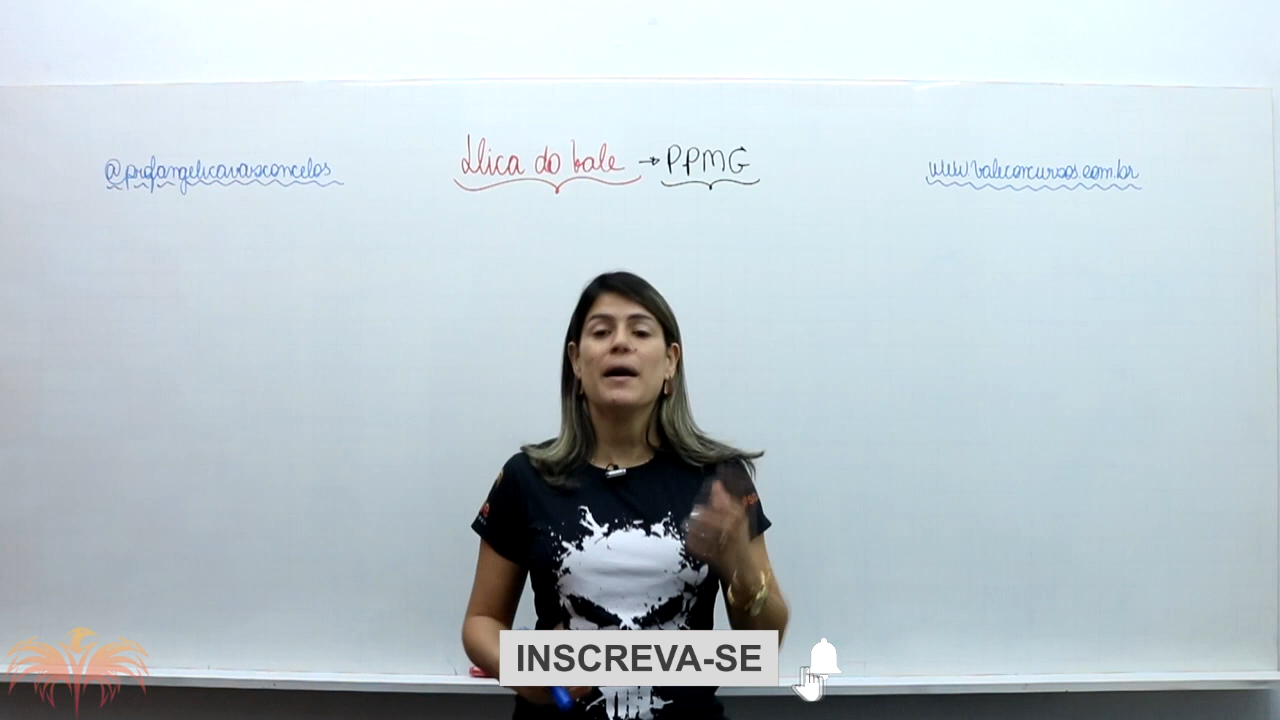 @profangelicavasconcelos
Dica do Vale → PPMG
www.valeconcursos.com.br
INSCREVA-SE